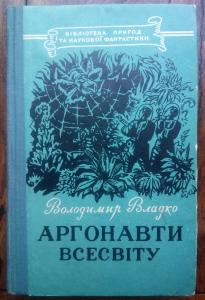 БІБЛІОТЕКА ПРИГОД
ТА НАУКОВОЇ ФАНТАСТИКИ
Володимир Владко
АРГОНАВТИ
ВСЕСВІТУ